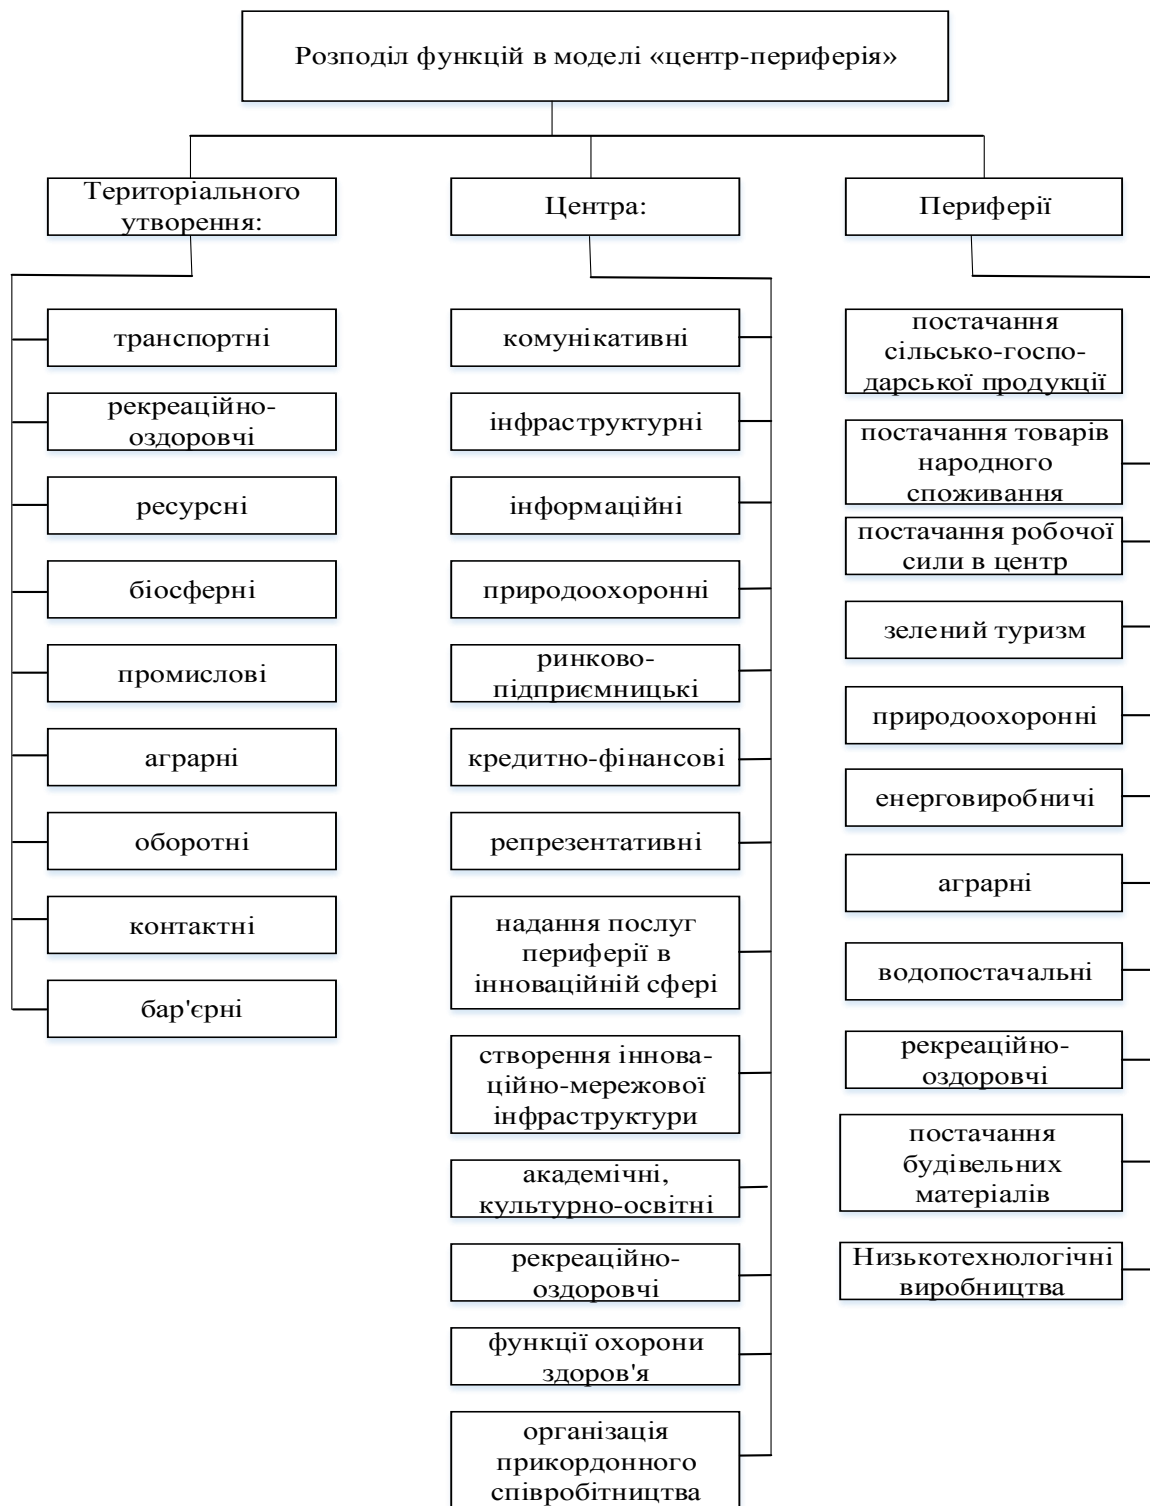 Розподіл функцій в моделі «центр-периферія»
Територіального
утворення:
транспортні
рекреаційно-
оздоровчі
ресурсні
біосферні
промислові
аграрні
оборотні
контактні
бар'єрні
Центра:
комунікативні
інфраструктурні
інформаційні
природоохоронні
ринково-
підприємницькі
кредитно-фінансові
репрезентативні
надання послуг
периферії в
інноваційній сфері
створення іннова-
ційно-мережової
інфраструктури
академічні,
культурно-освітні
рекреаційно-
оздоровчі
функції охорони
здоров'я
організація
прикордонного
співробітництва
Периферії
постачання
сільсько-госпо-
дарської продукції
постачання товарів
народного
споживання
постачання робочої
сили в центр
зелений туризм
природоохоронні
енерговиробничі
аграрні
водопостачальні
рекреаційно-
оздоровчі
постачання
будівельних
матеріалів
Низькотехнологічні
виробництва